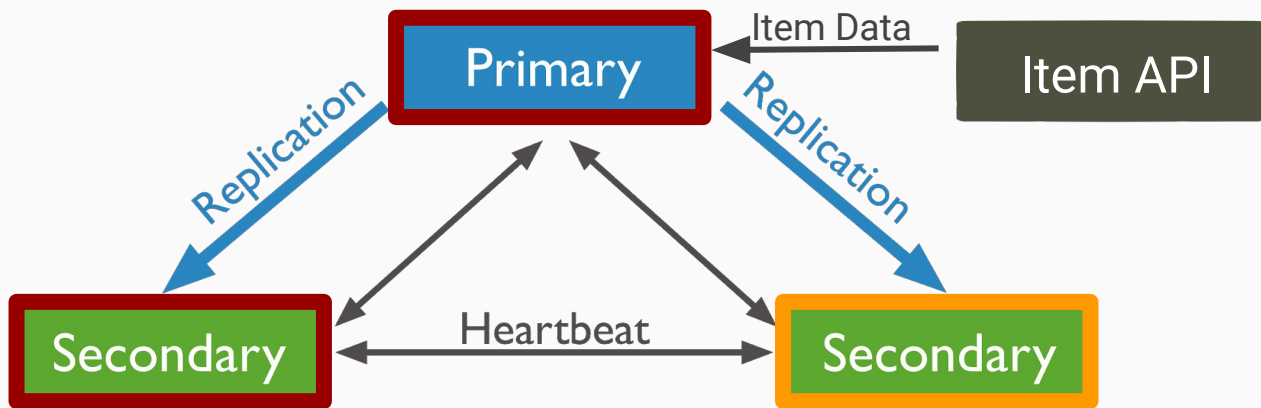 Item Data
Primary
Item API
Replication
Replication
Heartbeat
Secondary
Secondary